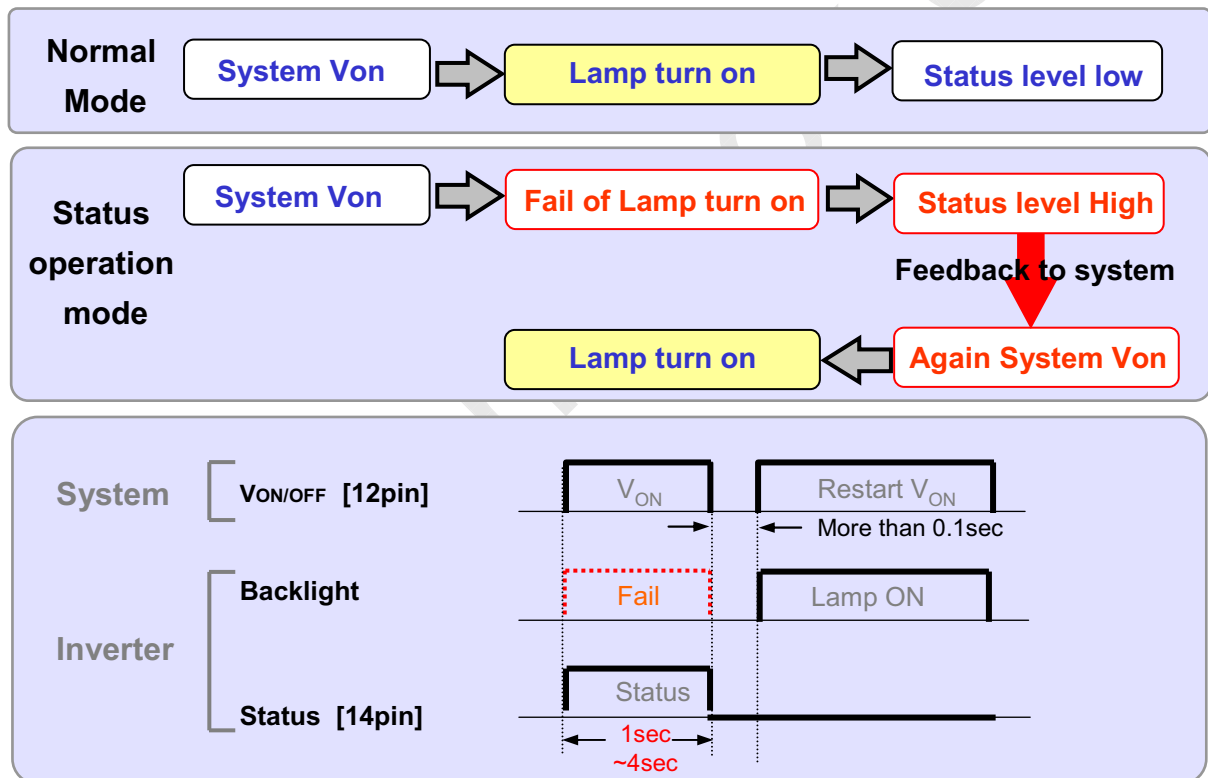 Normal
Mode
System Von
Lamp turn on
Status level low
Status
operation
mode
System Von
Fail of Lamp turn on
Status level High
Feedback to system
Lamp turn on
Again System Von
System
VON/OFF [12pin]
VON
Restart VON
More than 0.1sec
Inverter
Backlight
Fail
Lamp ON
Status [14pin]
Status
1sec
~4sec